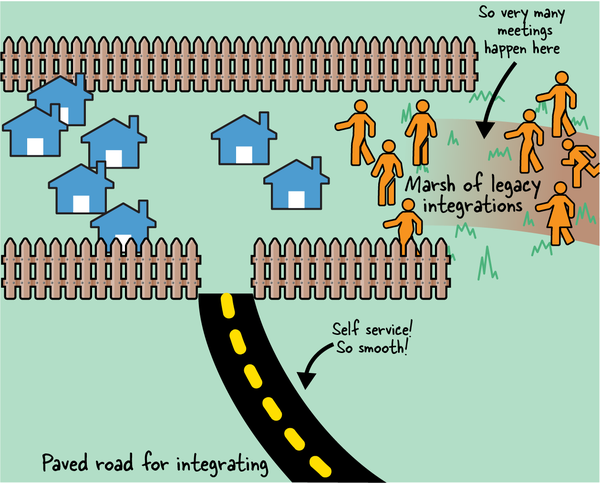 So very many
meetings
happen here
Marsh of legacy
integrations
Self service!
So smooth!
Paved road for integrating